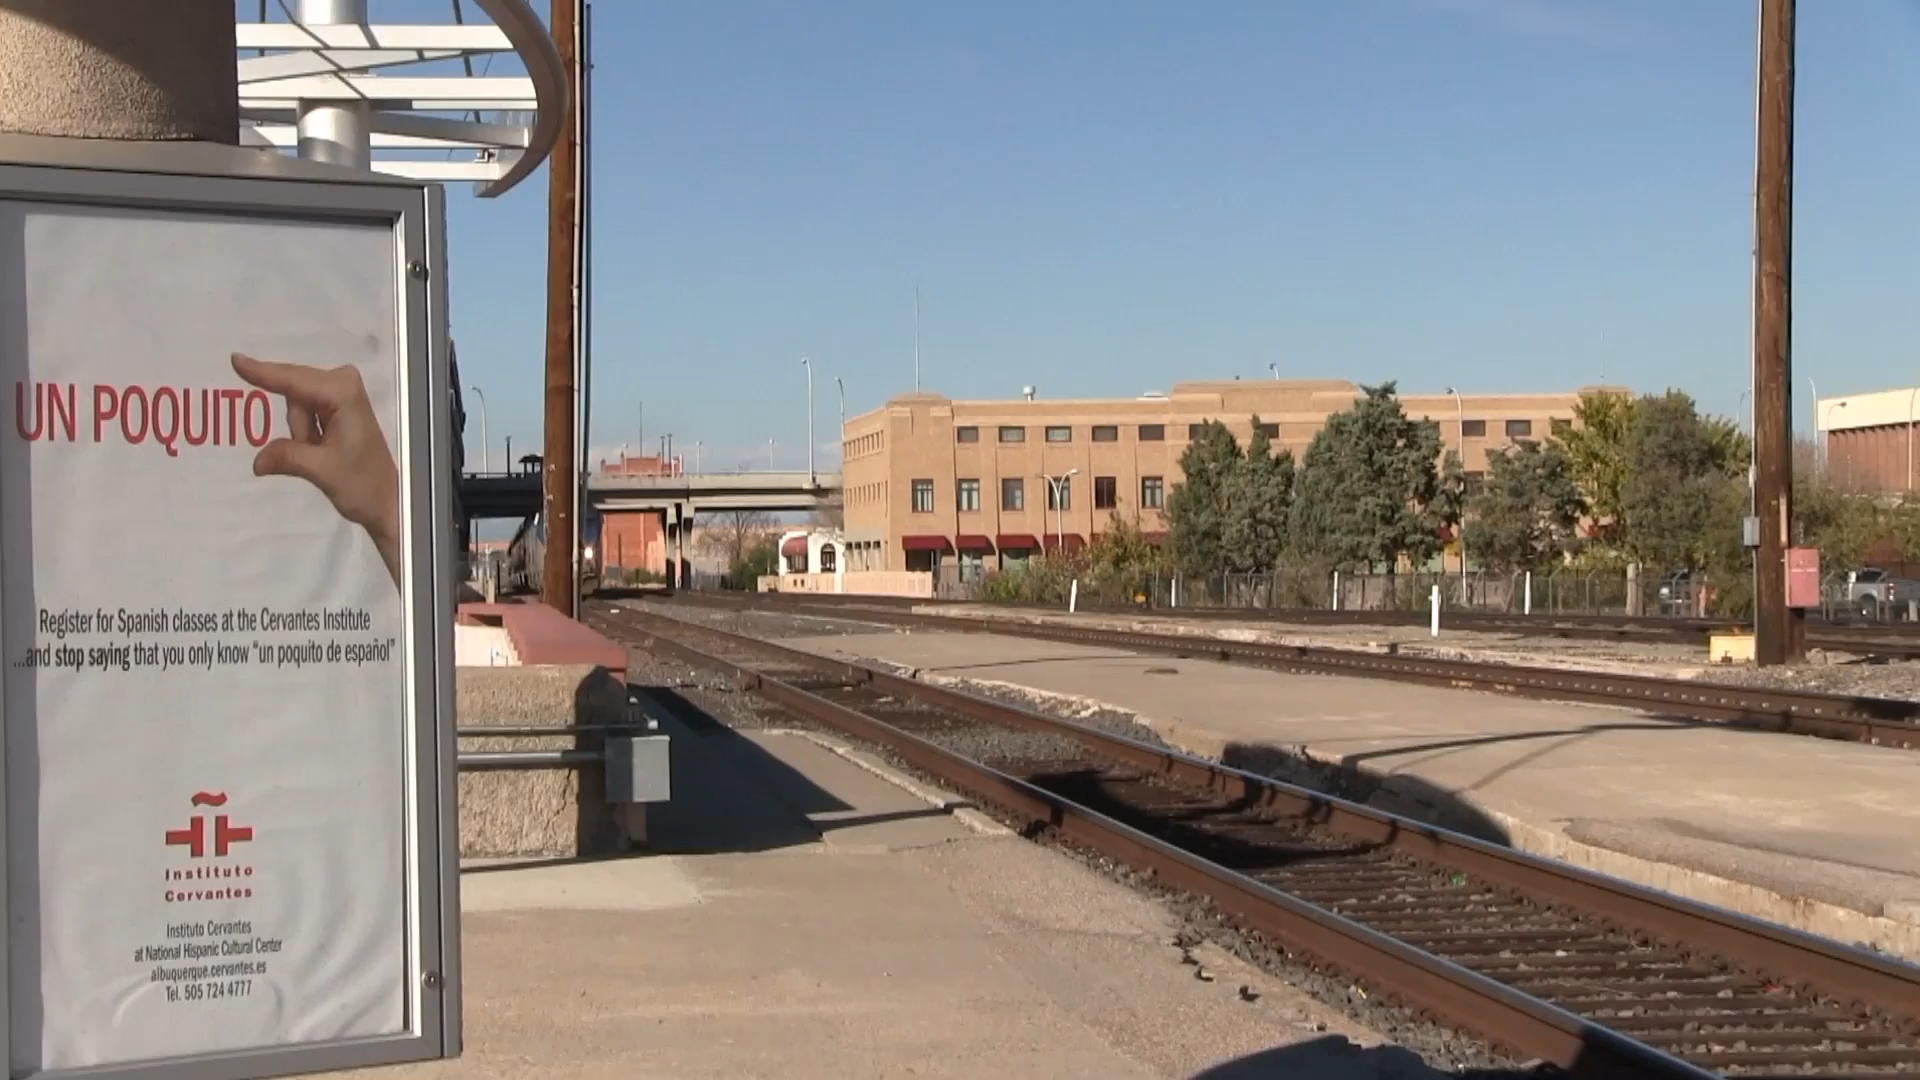 UN POQUITO
Register for Spanish classes at the Cervantes Institute
...and stop saying that you only know "un poquito de español"
Instituto
Cervantes
Instituto Cervantes
at National Hispanic Cultural Center
albuquerque.cervantes.es
Tel. 505 724 4777